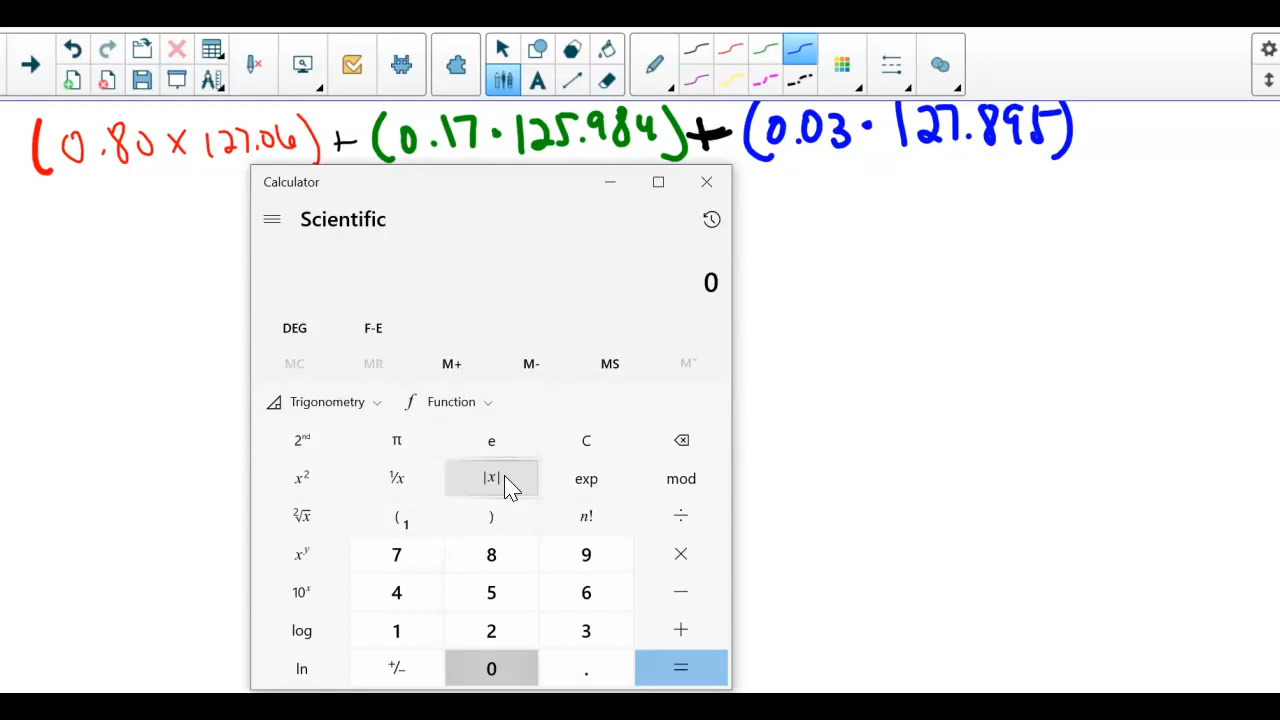 (0.80 × 127.06) + (0.17 · 125.984) + (0.03 · 127.895)
Calculator
Scientific
0
DEG F-E
MC MR M+ M- MS M˅
Trigonometry f Function
2nd π e C
x² ¹/x |x| exp mod
²√x (₁ ) n! ÷
xʸ 7 8 9 ×
10ˣ 4 5 6 −
log 1 2 3 +
ln +/− 0 . =